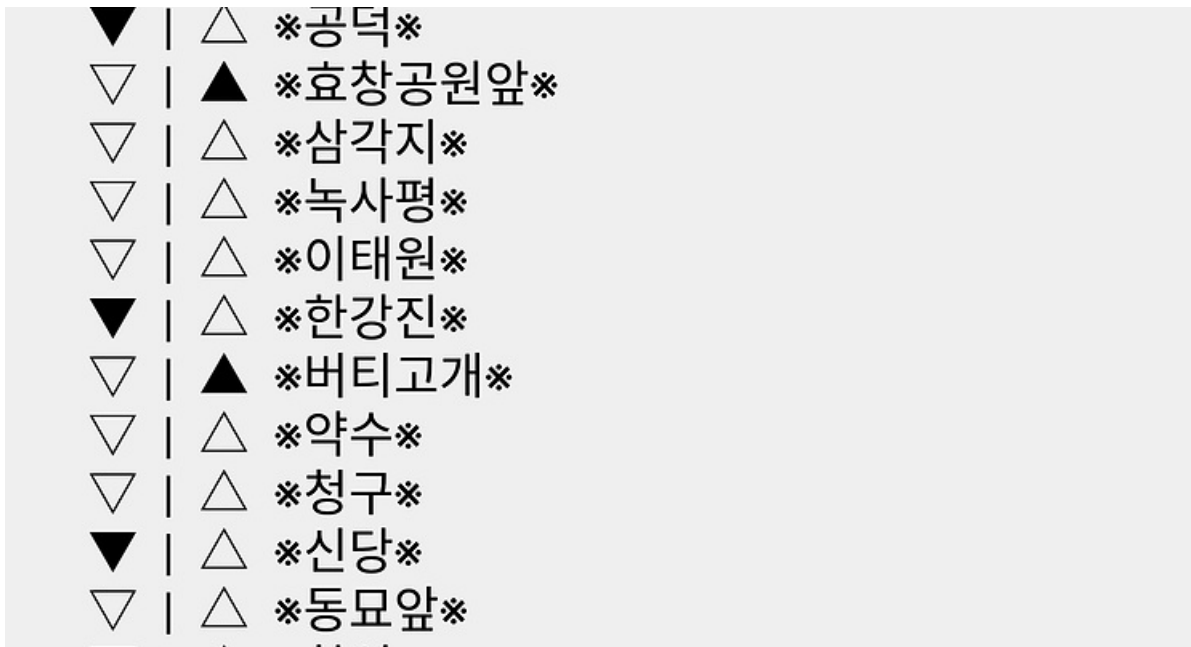 ▼ | △ ※공덕※
▽ | ▲ ※효창공원앞※
▽ | △ ※삼각지※
▽ | △ ※녹사평※
▽ | △ ※이태원※
▼ | △ ※한강진※
▽ | ▲ ※버티고개※
▽ | △ ※약수※
▽ | △ ※청구※
▼ | △ ※신당※
▽ | △ ※동묘앞※